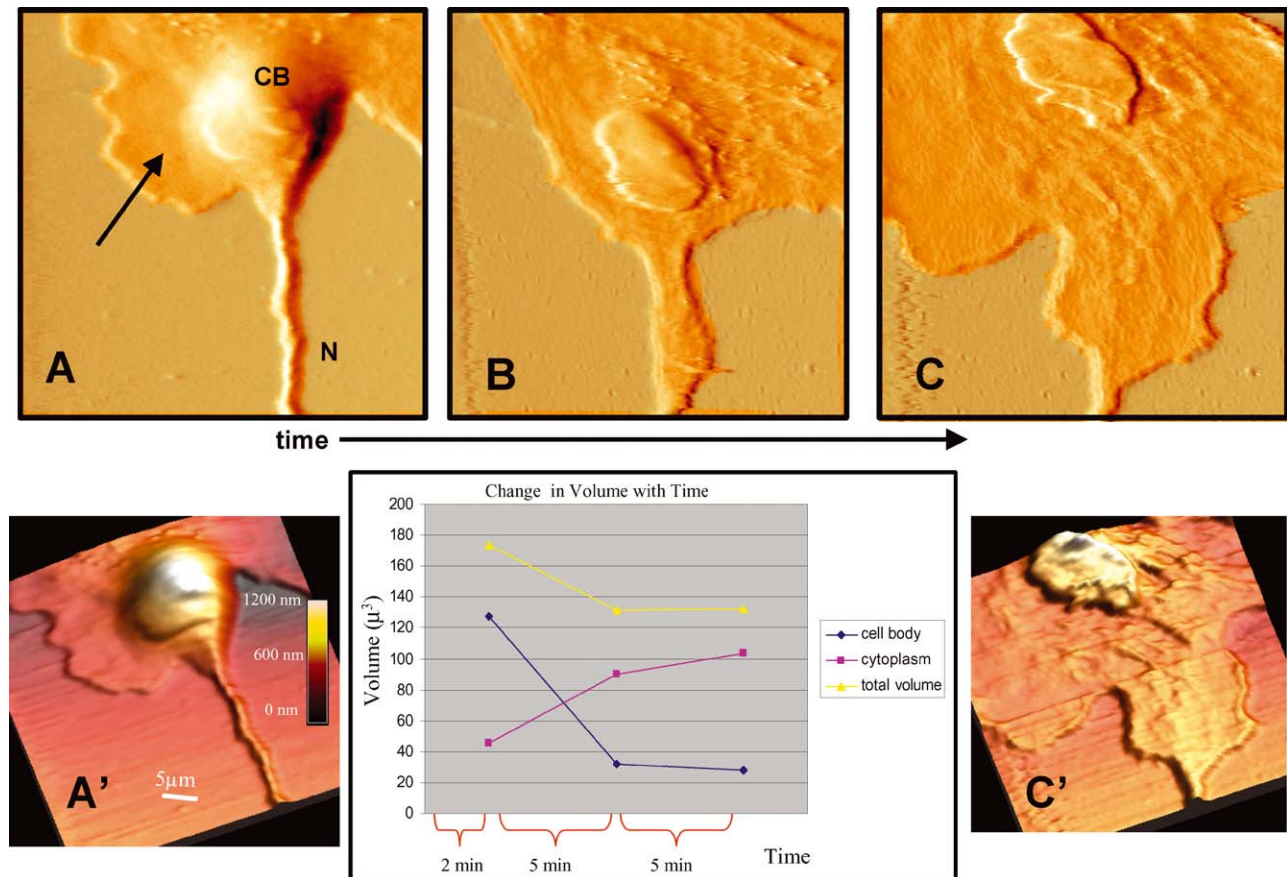 CB
N
A
B
C
time
Change in Volume with Time
Volume (µ³)
200
180
160
140
120
100
80
60
40
20
0
cell body
cytoplasm
total volume
2 min
5 min
5 min
Time
1200 nm
600 nm
0 nm
5µm
A’
C’